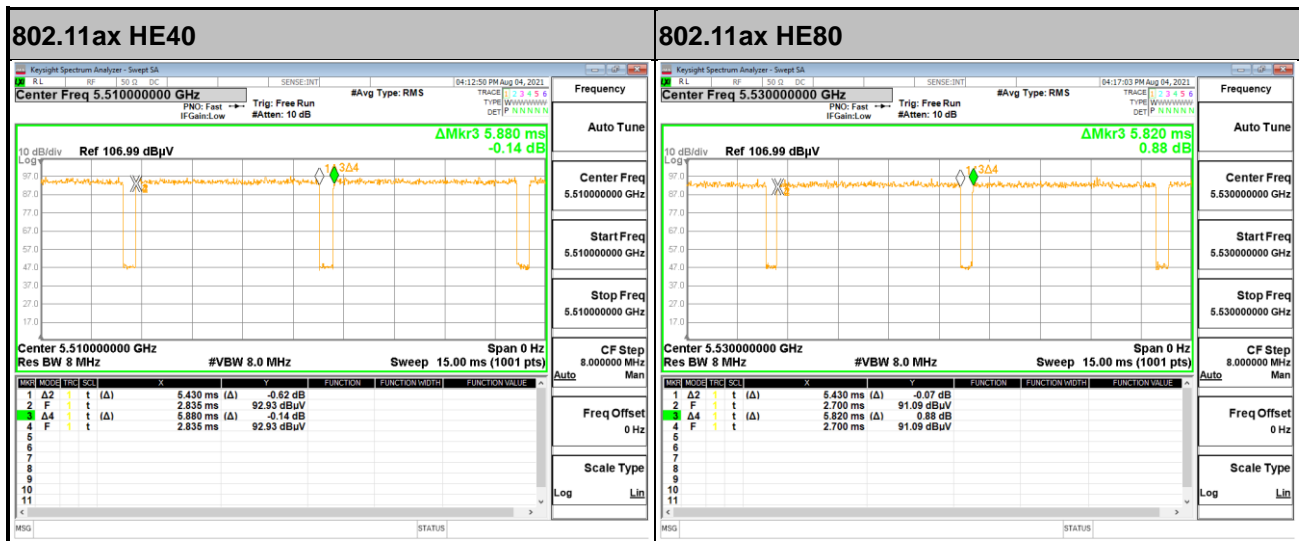 802.11ax HE40
Keysight Spectrum Analyzer - Swept SA
RL RF 50 Ω DC SENSE:INT 04:12:50 PM Aug 04, 2021
Center Freq 5.510000000 GHz
#Avg Type: RMS
TRACE 1 2 3 4 5 6
PNO: Fast Trig: Free Run
TYPE WWWWWW
IFGain:Low #Atten: 10 dB
DET P N N N N N
ΔMkr3 5.880 ms
-0.14 dB
10 dB/div Ref 106.99 dBµV
Log
97.0
87.0
77.0
67.0
57.0
47.0
37.0
27.0
17.0
3Δ4
Center 5.510000000 GHz Span 0 Hz
Res BW 8 MHz #VBW 8.0 MHz Sweep 15.00 ms (1001 pts)
MKR MODE TRC SCL X Y FUNCTION FUNCTION WIDTH FUNCTION VALUE
1 Δ2 1 t (Δ) 5.430 ms (Δ) -0.62 dB
2 F 1 t 2.835 ms 92.93 dBµV
3 Δ4 1 t (Δ) 5.880 ms (Δ) -0.14 dB
4 F 1 t 2.835 ms 92.93 dBµV
5
6
7
8
9
10
11
MSG STATUS
Frequency
Auto Tune
Center Freq
5.510000000 GHz
Start Freq
5.510000000 GHz
Stop Freq
5.510000000 GHz
CF Step
8.000000 MHz
Auto Man
Freq Offset
0 Hz
Scale Type
Log Lin
802.11ax HE80
Keysight Spectrum Analyzer - Swept SA
RL RF 50 Ω DC SENSE:INT 04:17:03 PM Aug 04, 2021
Center Freq 5.530000000 GHz
#Avg Type: RMS
TRACE 1 2 3 4 5 6
PNO: Fast Trig: Free Run
TYPE WWWWWW
IFGain:Low #Atten: 10 dB
DET P N N N N N
ΔMkr3 5.820 ms
0.88 dB
10 dB/div Ref 106.99 dBµV
Log
97.0
87.0
77.0
67.0
57.0
47.0
37.0
27.0
17.0
3Δ4
Center 5.530000000 GHz Span 0 Hz
Res BW 8 MHz #VBW 8.0 MHz Sweep 15.00 ms (1001 pts)
MKR MODE TRC SCL X Y FUNCTION FUNCTION WIDTH FUNCTION VALUE
1 Δ2 1 t (Δ) 5.430 ms (Δ) -0.07 dB
2 F 1 t 2.700 ms 91.09 dBµV
3 Δ4 1 t (Δ) 5.820 ms (Δ) 0.88 dB
4 F 1 t 2.700 ms 91.09 dBµV
5
6
7
8
9
10
11
MSG STATUS
Frequency
Auto Tune
Center Freq
5.530000000 GHz
Start Freq
5.530000000 GHz
Stop Freq
5.530000000 GHz
CF Step
8.000000 MHz
Auto Man
Freq Offset
0 Hz
Scale Type
Log Lin